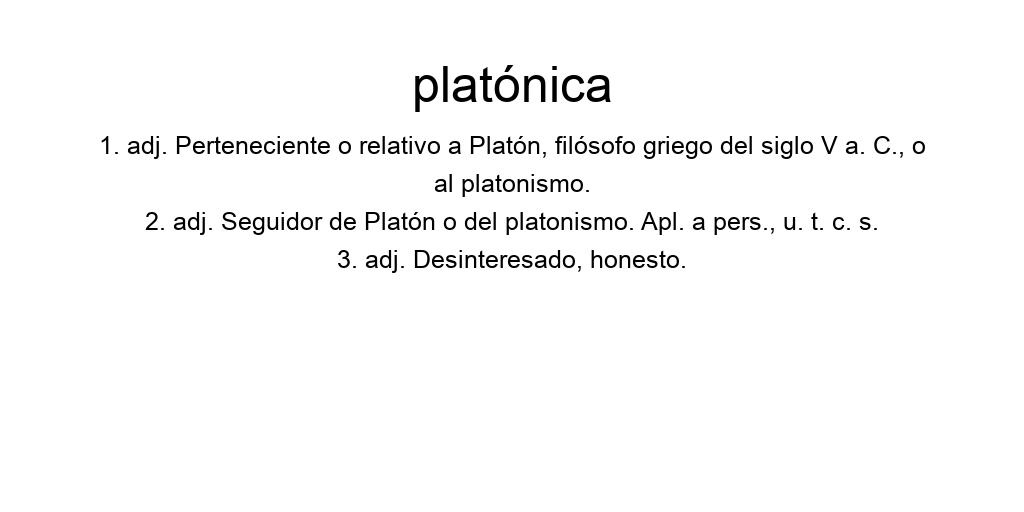 platónica
1. adj. Perteneciente o relativo a Platón, filósofo griego del siglo V a. C., o
al platonismo.
2. adj. Seguidor de Platón o del platonismo. Apl. a pers., u. t. c. s.
3. adj. Desinteresado, honesto.